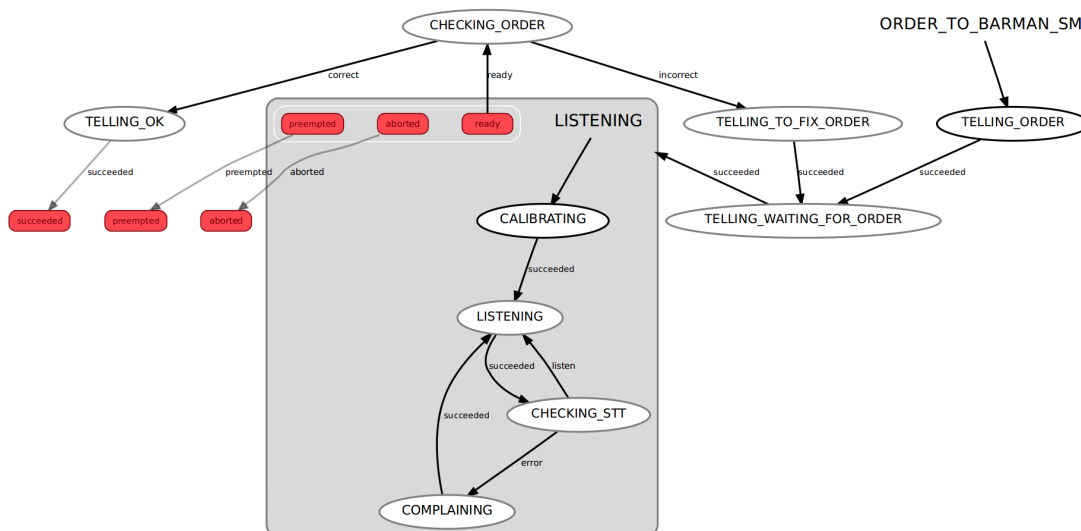 CHECKING_ORDER
ORDER_TO_BARMAN_SM
correct
ready
incorrect
TELLING_OK
preempted
aborted
ready
LISTENING
TELLING_TO_FIX_ORDER
TELLING_ORDER
succeeded
preempted
aborted
succeeded
succeeded
succeeded
succeeded
preempted
aborted
CALIBRATING
TELLING_WAITING_FOR_ORDER
succeeded
LISTENING
succeeded
listen
succeeded
CHECKING_STT
error
COMPLAINING